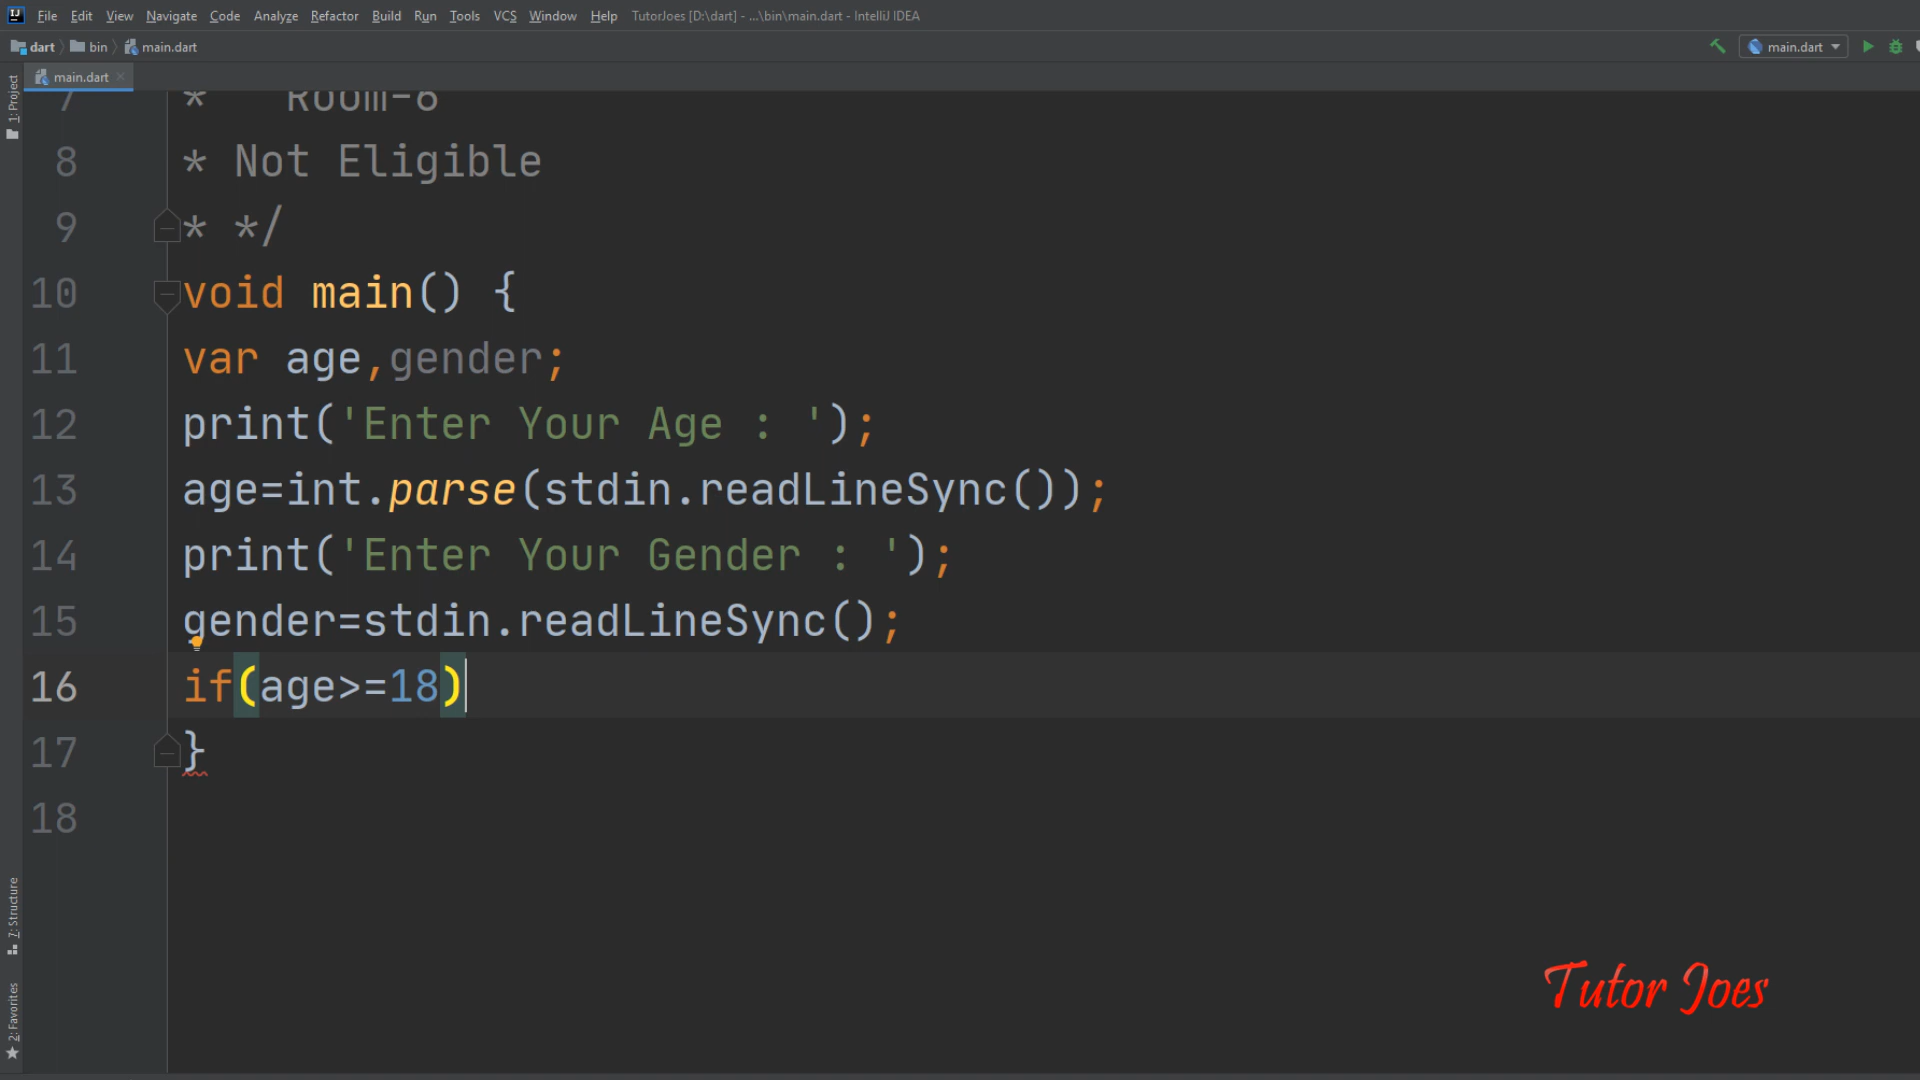 File Edit View Navigate Code Analyze Refactor Build Run Tools VCS Window Help TutorJoes [D:\dart] - ...\bin\main.dart - IntelliJ IDEA
dart bin main.dart main.dart
1: Project
main.dart
7 * Room-6
8 * Not Eligible
9 * */
10 void main() {
11 var age,gender;
12 print('Enter Your Age : ');
13 age=int.parse(stdin.readLineSync());
14 print('Enter Your Gender : ');
15 gender=stdin.readLineSync();
16 if(age>=18)
17 }
18
7: Structure
2: Favorites
Tutor Joes